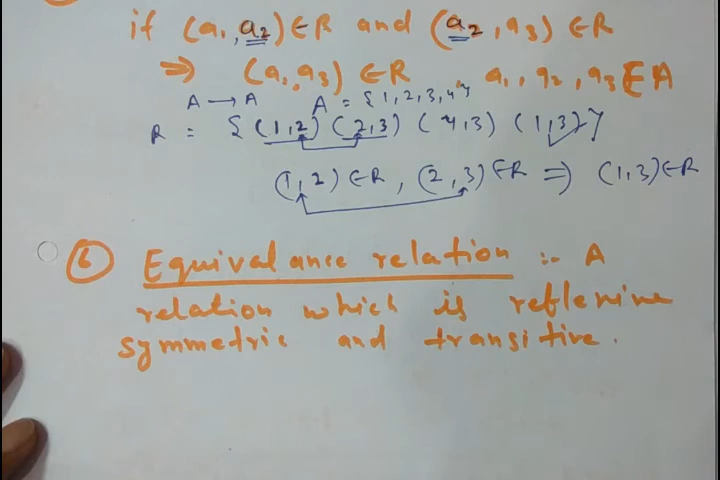 if (a₁, a₂) ∈ R and (a₂, a₃) ∈ R
⇒ (a₁, a₃) ∈ R , a₁, a₂, a₃ ∈ A
A → A A = {1, 2, 3, 4}
R = {(1, 2) (2, 3) (4, 3) (1, 3)}
(1, 2) ∈ R, (2, 3) ∈ R ⇒ (1, 3) ∈ R
6 Equivalance relation :- A
relation which is reflexive
symmetric and transitive.